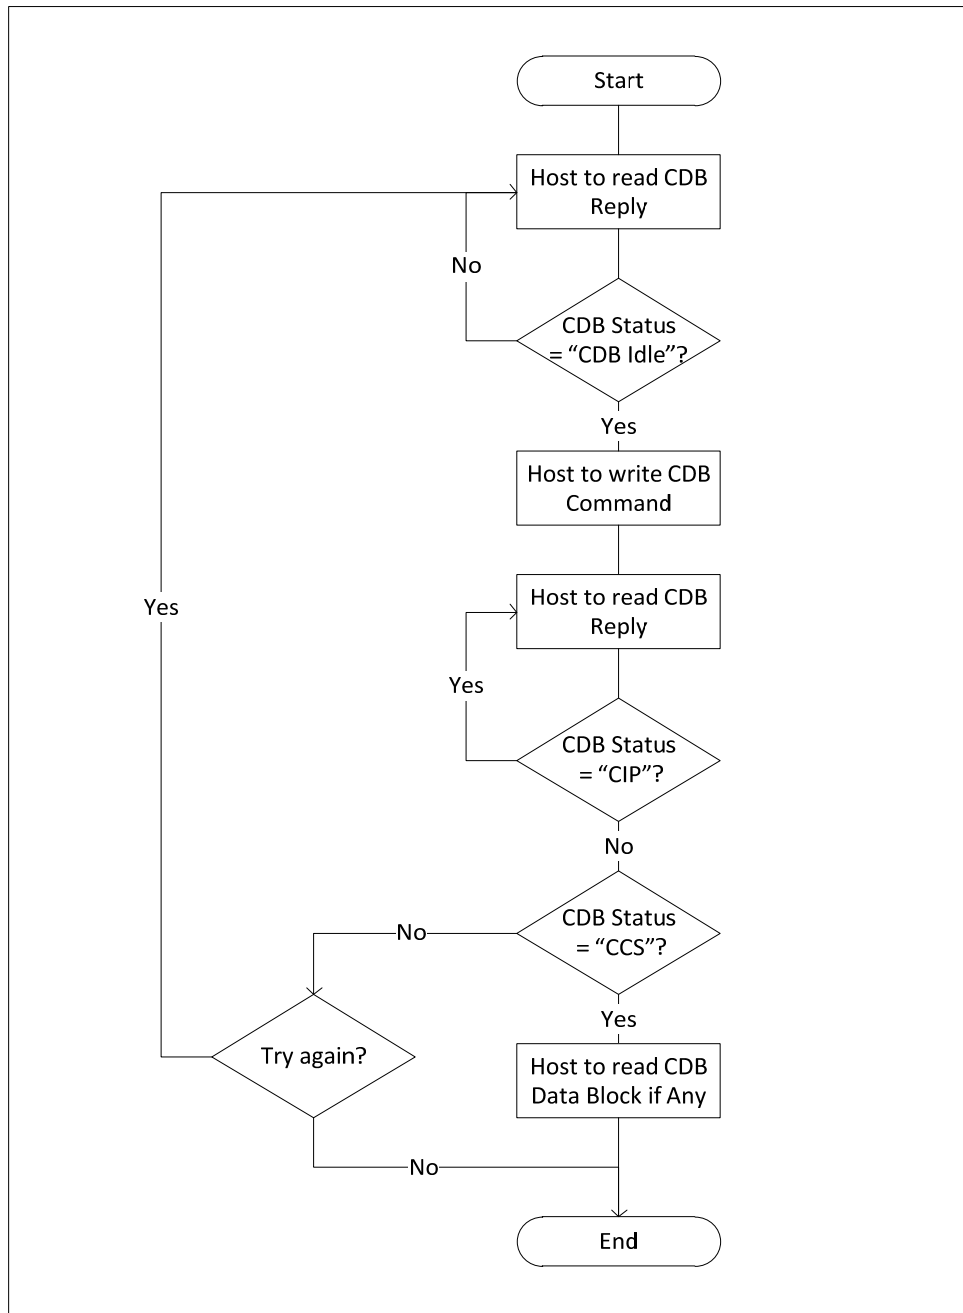 Start
Host to read CDB
Reply
No
CDB Status
= “CDB Idle”?
Yes
Host to write CDB
Command
Host to read CDB
Reply
Yes
Yes
CDB Status
= “CIP”?
No
CDB Status
= “CCS”?
No
Yes
Try again?
Host to read CDB
Data Block if Any
No
End